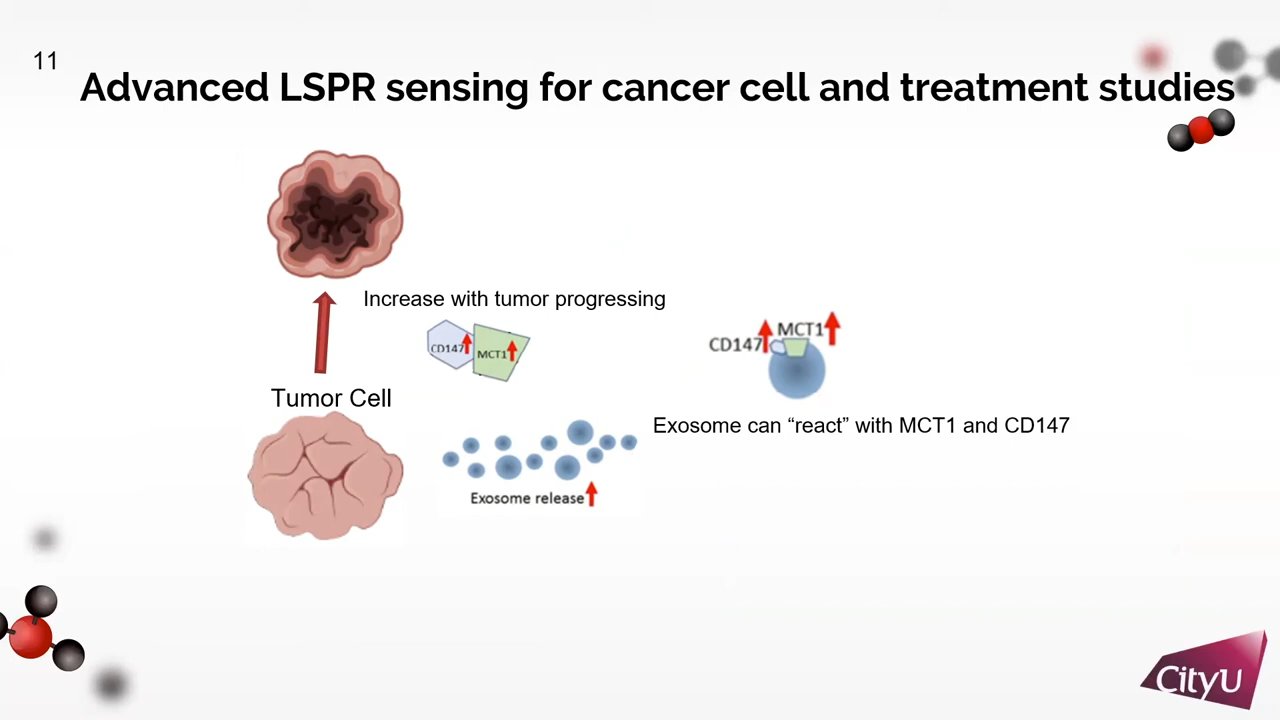 11
Advanced LSPR sensing for cancer cell and treatment studies
Increase with tumor progressing
CD147
MCT1
MCT1
CD147
Tumor Cell
Exosome can “react” with MCT1 and CD147
Exosome release
CityU